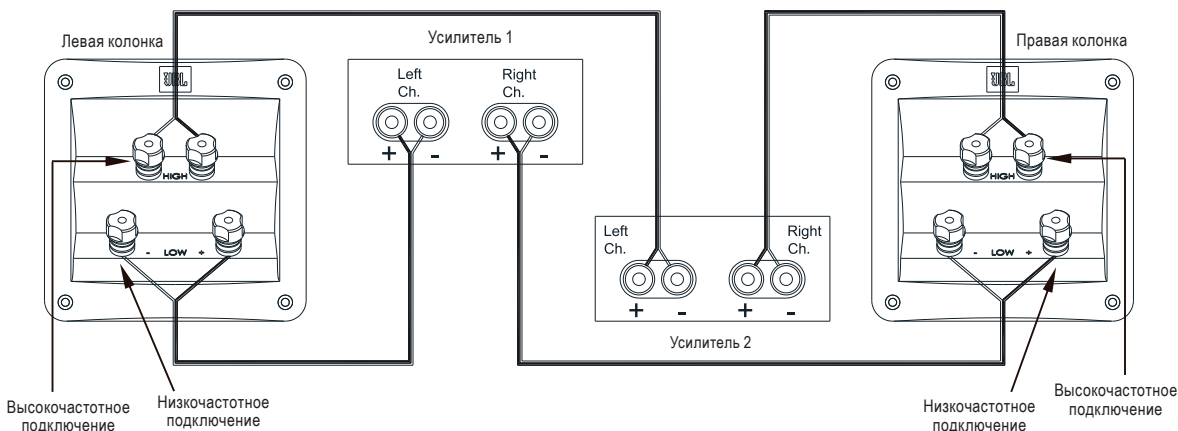 Левая колонка
Усилитель 1
Правая колонка
JBL
Left
Ch.
Right
Ch.
JBL
+ -
+ -
HIGH
HIGH
- LOW +
Left
Ch.
Right
Ch.
- LOW +
+ -
+ -
Усилитель 2
Высокочастотное
подключение
Низкочастотное
подключение
Низкочастотное
подключение
Высокочастотное
подключение